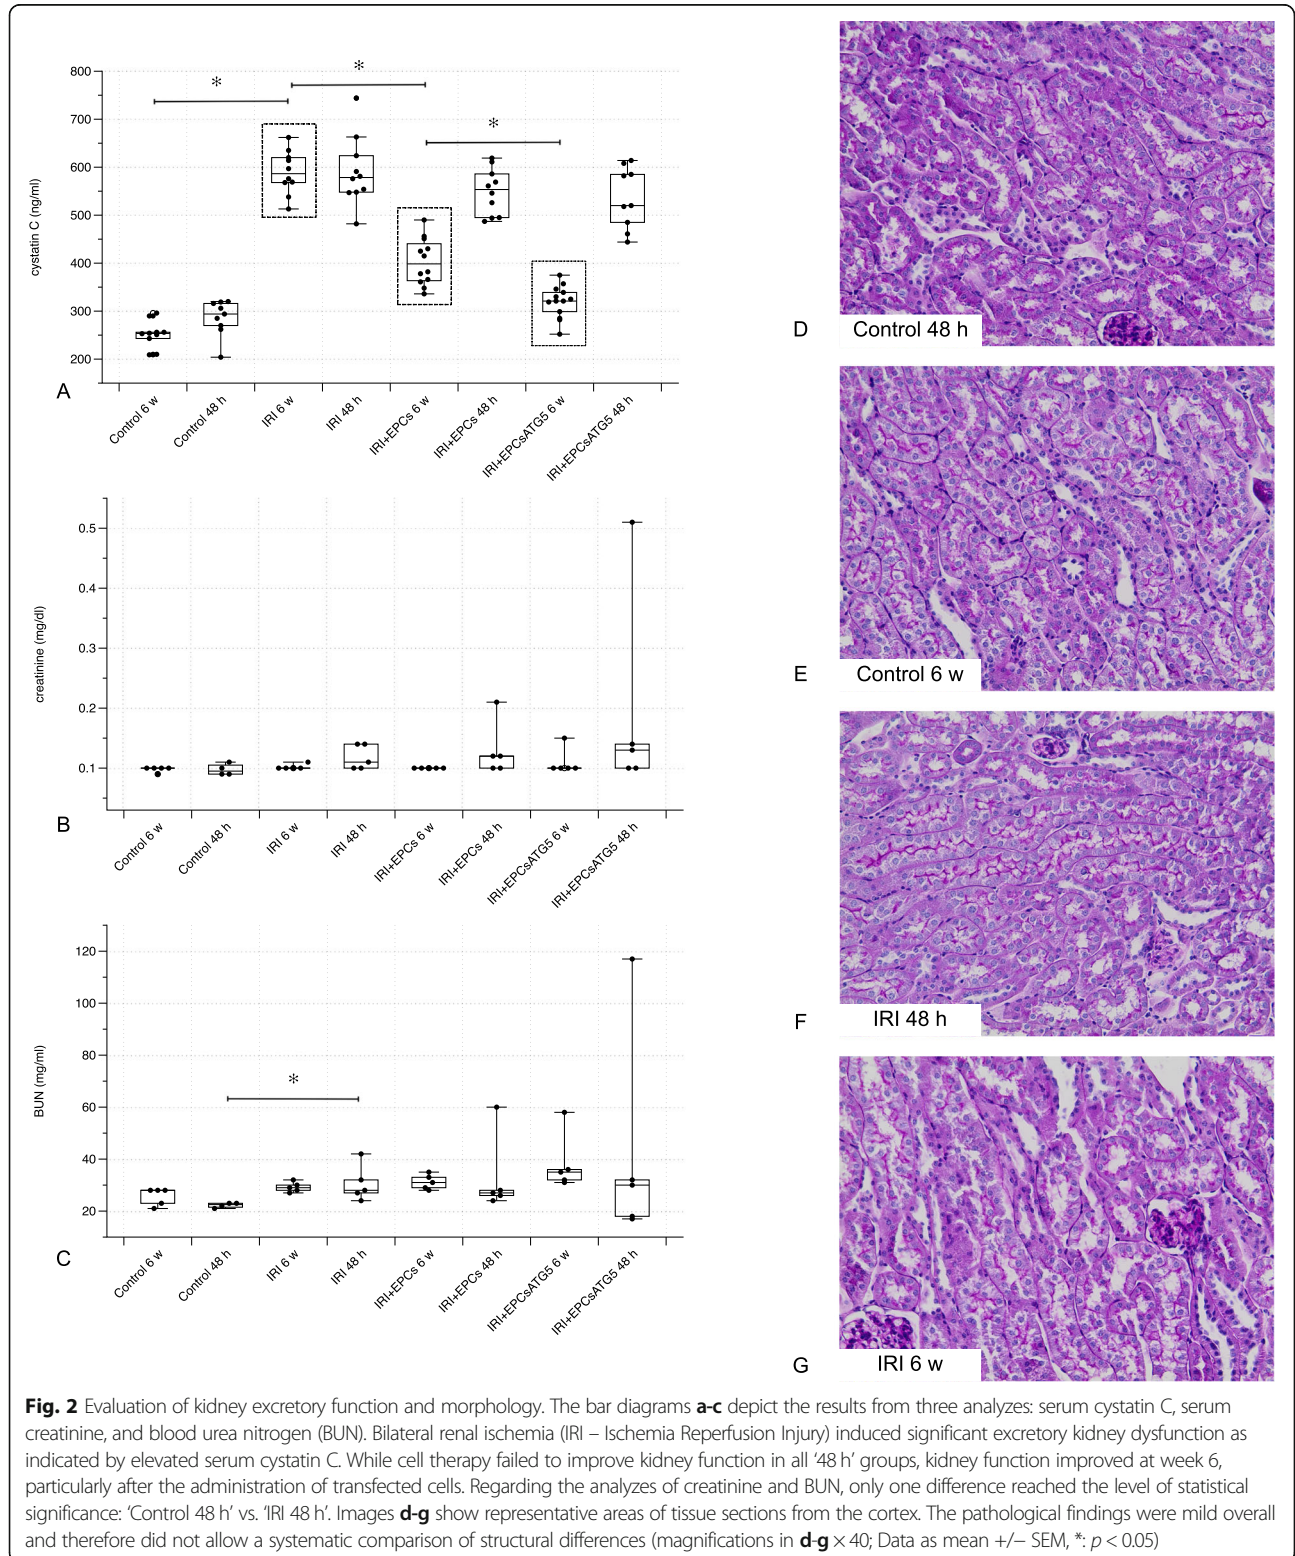 *
*
*
800
700
600
500
400
300
200
cystatin C (ng/ml)
A
Control 6 w
Control 48 h
IRI 6 w
IRI 48 h
IRI+EPCs 6 w
IRI+EPCs 48 h
IRI+EPCsATG5 6 w
IRI+EPCsATG5 48 h
0.5
0.4
0.3
0.2
0.1
creatinine (mg/dl)
B
Control 6 w
Control 48 h
IRI 6 w
IRI 48 h
IRI+EPCs 6 w
IRI+EPCs 48 h
IRI+EPCsATG5 6 w
IRI+EPCsATG5 48 h
120
100
80
60
40
20
BUN (mg/ml)
*
C
Control 6 w
Control 48 h
IRI 6 w
IRI 48 h
IRI+EPCs 6 w
IRI+EPCs 48 h
IRI+EPCsATG5 6 w
IRI+EPCsATG5 48 h
D
Control 48 h
E
Control 6 w
F
IRI 48 h
G
IRI 6 w
Fig. 2 Evaluation of kidney excretory function and morphology. The bar diagrams a-c depict the results from three analyzes: serum cystatin C, serum
creatinine, and blood urea nitrogen (BUN). Bilateral renal ischemia (IRI – Ischemia Reperfusion Injury) induced significant excretory kidney dysfunction as
indicated by elevated serum cystatin C. While cell therapy failed to improve kidney function in all ‘48 h’ groups, kidney function improved at week 6,
particularly after the administration of transfected cells. Regarding the analyzes of creatinine and BUN, only one difference reached the level of statistical
significance: ‘Control 48 h’ vs. ‘IRI 48 h’. Images d-g show representative areas of tissue sections from the cortex. The pathological findings were mild overall
and therefore did not allow a systematic comparison of structural differences (magnifications in d-g × 40; Data as mean +/− SEM, *: p < 0.05)